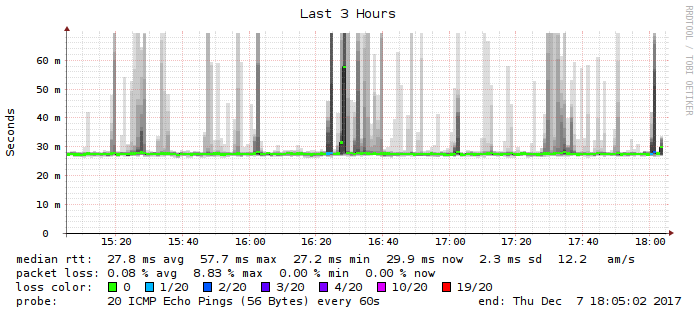 Last 3 Hours
RRDTOOL / TOBI OETIKER
Seconds
60 m
50 m
40 m
30 m
20 m
10 m
0
15:20 15:40 16:00 16:20 16:40 17:00 17:20 17:40 18:00
median rtt: 27.8 ms avg 57.7 ms max 27.2 ms min 29.9 ms now 2.3 ms sd 12.2 am/s
packet loss: 0.08 % avg 8.83 % max 0.00 % min 0.00 % now
loss color: 0 1/20 2/20 3/20 4/20 10/20 19/20
probe: 20 ICMP Echo Pings (56 Bytes) every 60s end: Thu Dec 7 18:05:02 2017